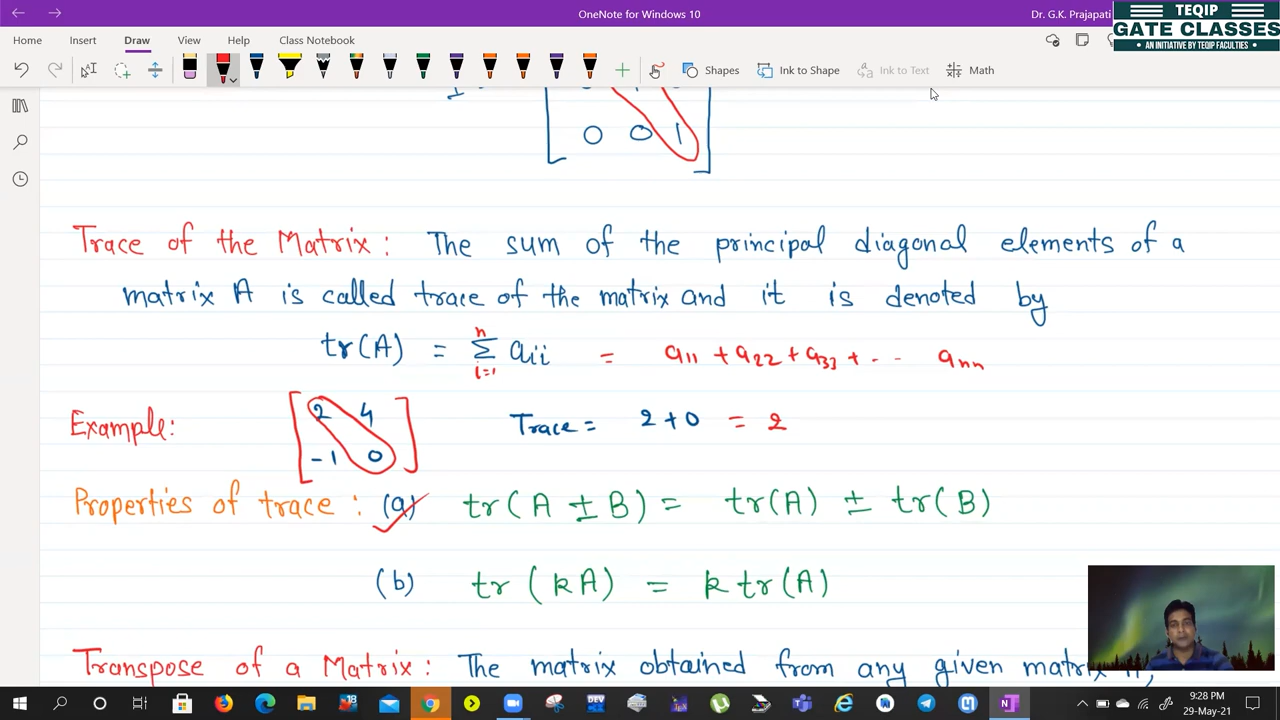 OneNote for Windows 10
Dr. G.K. Prajapati
TEQIP
GATE CLASSES
AN INITIATIVE BY TEQIP FACULTIES
Home Insert Draw View Help Class Notebook
Shapes Ink to Shape Ink to Text Math
0 0 1
Trace of the Matrix: The sum of the principal diagonal elements of a
matrix A is called trace of the matrix and it is denoted by
tr(A) = n Σ i=1 aii = a11 + a22 + a33 + ... ann
Example: [2 4
-1 0] Trace = 2+0 = 2
Properties of trace: (a) tr(A ± B) = tr(A) ± tr(B)
(b) tr(kA) = k tr(A)
Transpose of a Matrix: The matrix obtained from any given matrix
9:28 PM
29-May-21